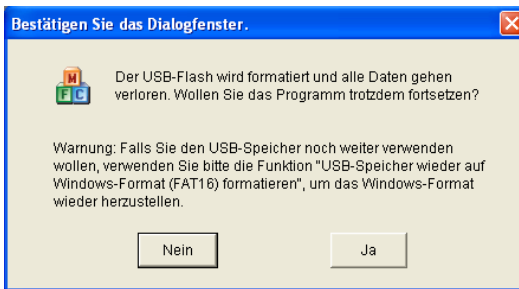 Bestätigen Sie das Dialogfenster.
M
F C
Der USB-Flash wird formatiert und alle Daten gehen
verloren. Wollen Sie das Programm trotzdem fortsetzen?
Warnung: Falls Sie den USB-Speicher noch weiter verwenden
wollen, verwenden Sie bitte die Funktion "USB-Speicher wieder auf
Windows-Format (FAT16) formatieren", um das Windows-Format
wieder herzustellen.
Nein Ja